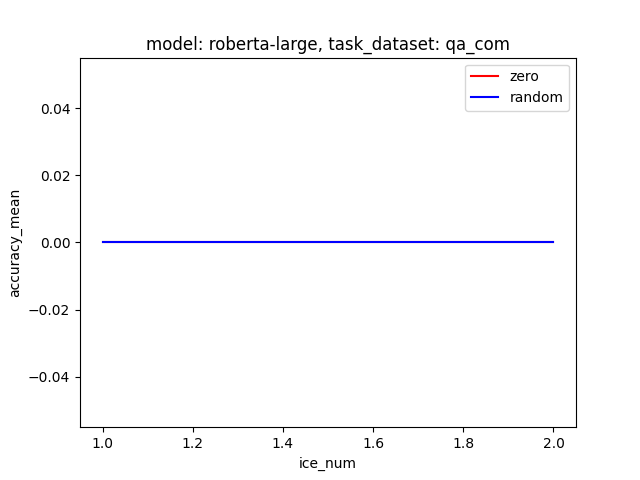 model: roberta-large, task_dataset: qa_com
zero
random
0.04
0.02
0.00
−0.02
−0.04
accuracy_mean
1.0 1.2 1.4 1.6 1.8 2.0
ice_num